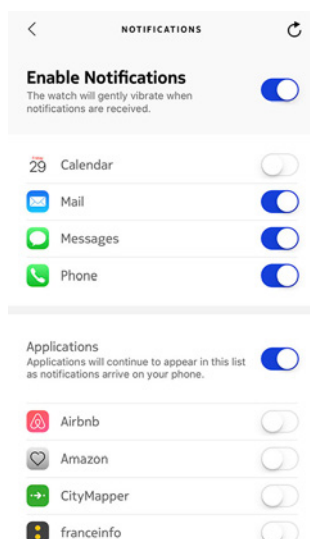 NOTIFICATIONS
Enable Notifications
The watch will gently vibrate when
notifications are received.
29 Calendar
Mail
Messages
Phone
Applications
Applications will continue to appear in this list
as notifications arrive on your phone.
Airbnb
Amazon
CityMapper
franceinfo